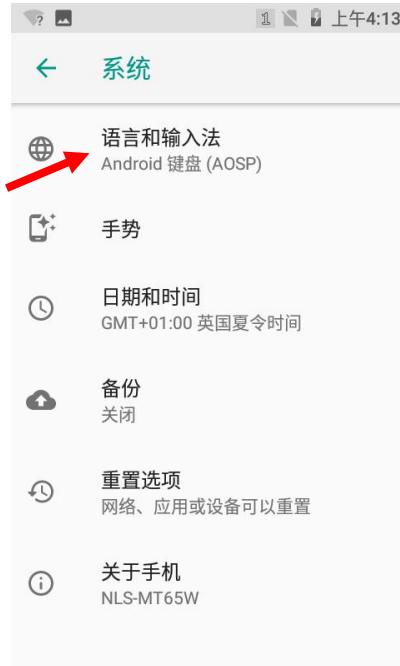 上午4:13
系统
语言和输入法
Android 键盘 (AOSP)
手势
日期和时间
GMT+01:00 英国夏令时间
备份
关闭
重置选项
网络、应用或设备可以重置
关于手机
NLS-MT65W